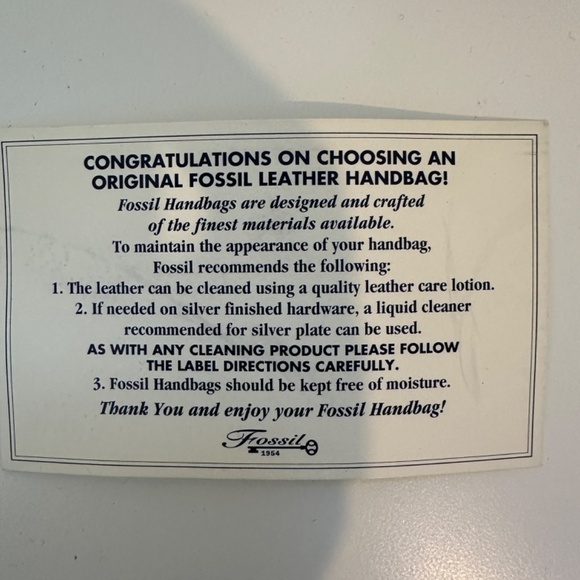 CONGRATULATIONS ON CHOOSING AN
ORIGINAL FOSSIL LEATHER HANDBAG!
Fossil Handbags are designed and crafted
of the finest materials available.
To maintain the appearance of your handbag,
Fossil recommends the following:
1. The leather can be cleaned using a quality leather care lotion.
2. If needed on silver finished hardware, a liquid cleaner
recommended for silver plate can be used.
AS WITH ANY CLEANING PRODUCT PLEASE FOLLOW
THE LABEL DIRECTIONS CAREFULLY.
3. Fossil Handbags should be kept free of moisture.
Thank You and enjoy your Fossil Handbag!
Fossil
1954